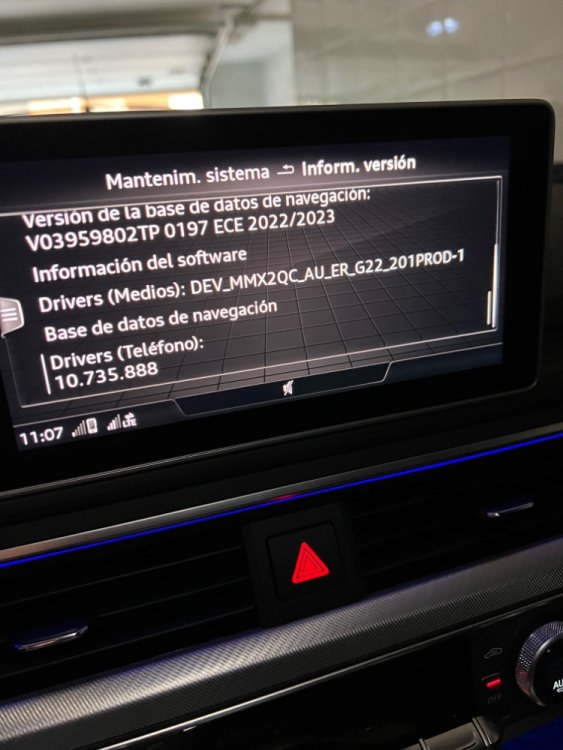 Mantenim. sistema Inform. versión
Versión de la base de datos de navegación:
V03959802TP 0197 ECE 2022/2023
Información del software
Drivers (Medios): DEV_MMX2QC_AU_ER_G22_201PROD-1
Base de datos de navegación
Drivers (Teléfono):
10.735.888
11:07 LTE
OFF